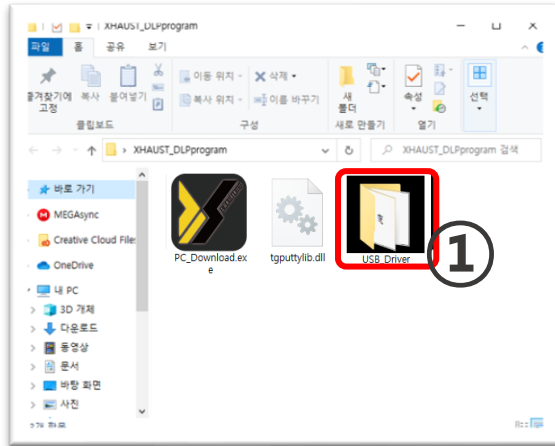 XHAUST_DLPprogram
파일 홈 공유 보기
즐겨찾기에 고정
복사
붙여넣기
이동 위치
복사 위치
삭제
이름 바꾸기
새 폴더
속성
선택
클립보드 구성 새로 만들기 열기
XHAUST_DLPprogram
XHAUST_DLPprogram 검색
바로 가기
MEGAsync
Creative Cloud File
OneDrive
내 PC
3D 개체
다운로드
동영상
문서
바탕 화면
사진
PC_Download.ex
e
tgputtylib.dll
USB_Driver
1